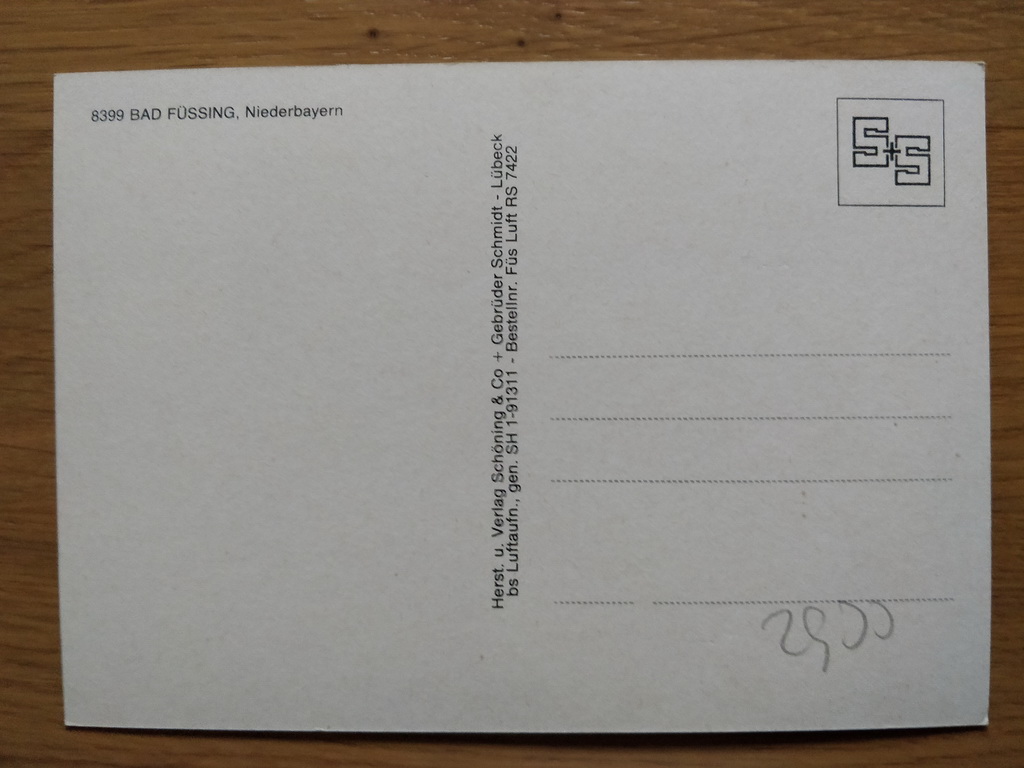 8399 BAD FÜSSING, Niederbayern
Herst. u. Verlag Schöning & Co + Gebrüder Schmidt - Lübeck
bs Luftaufn., gen. SH 1-91311 - Bestellnr. Füs Luft RS 7422
S+S